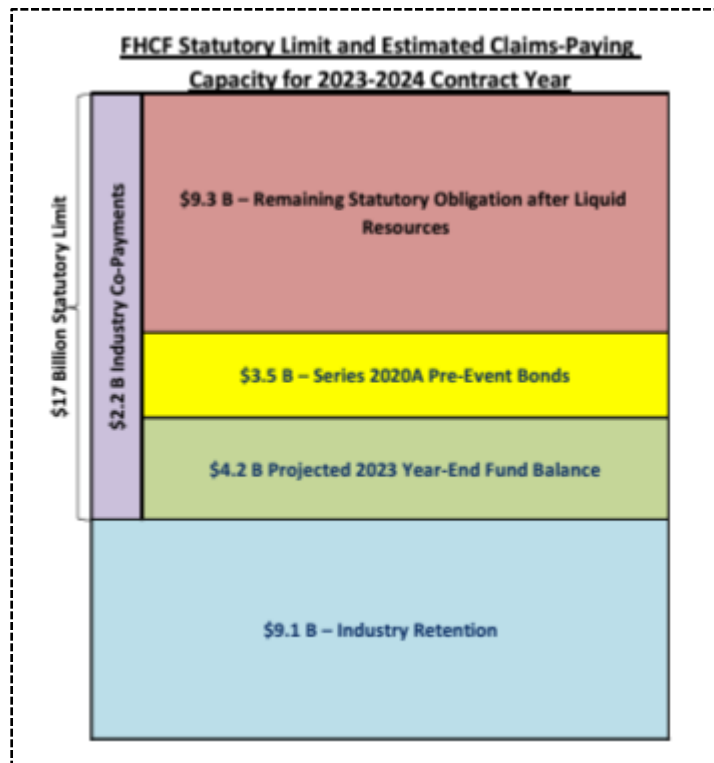 FHCF Statutory Limit and Estimated Claims-Paying
Capacity for 2023-2024 Contract Year
$17 Billion Statutory Limit
$2.2 B Industry Co-Payments
$9.3 B – Remaining Statutory Obligation after Liquid
Resources
$3.5 B – Series 2020A Pre-Event Bonds
$4.2 B Projected 2023 Year-End Fund Balance
$9.1 B – Industry Retention